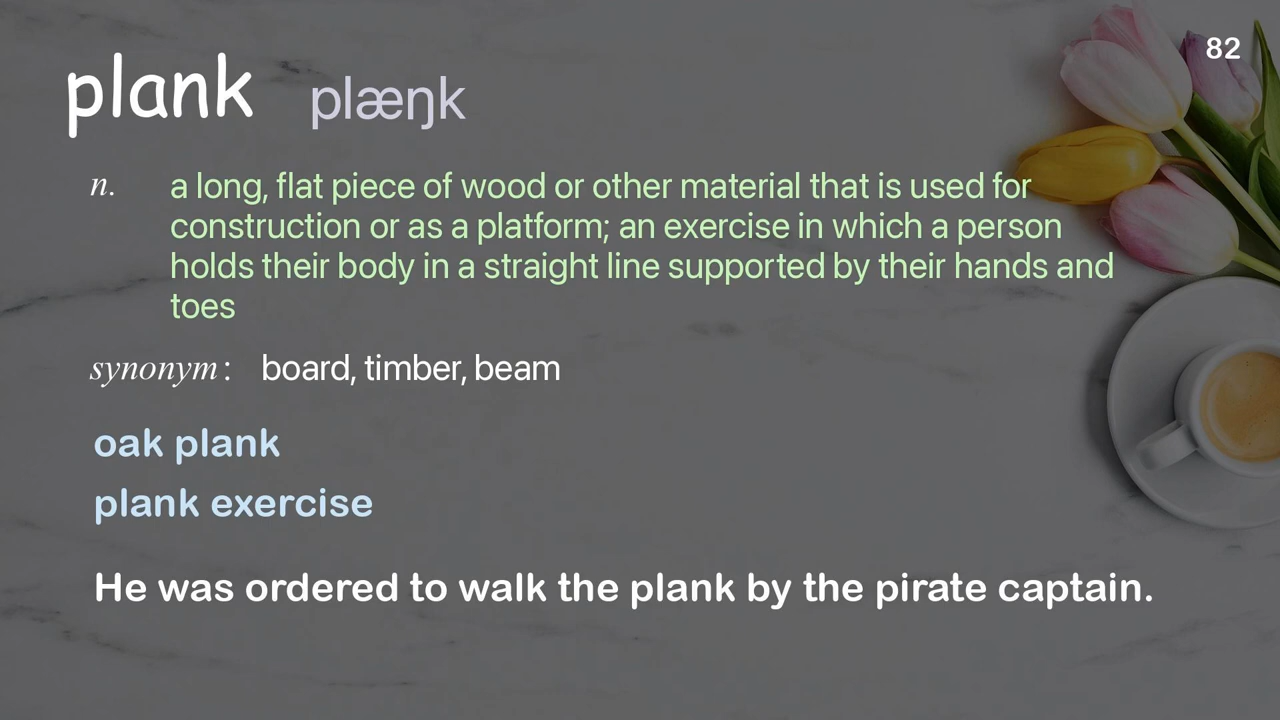 82
plank plæŋk
n. a long, flat piece of wood or other material that is used for
construction or as a platform; an exercise in which a person
holds their body in a straight line supported by their hands and
toes
synonym: board, timber, beam
oak plank
plank exercise
He was ordered to walk the plank by the pirate captain.